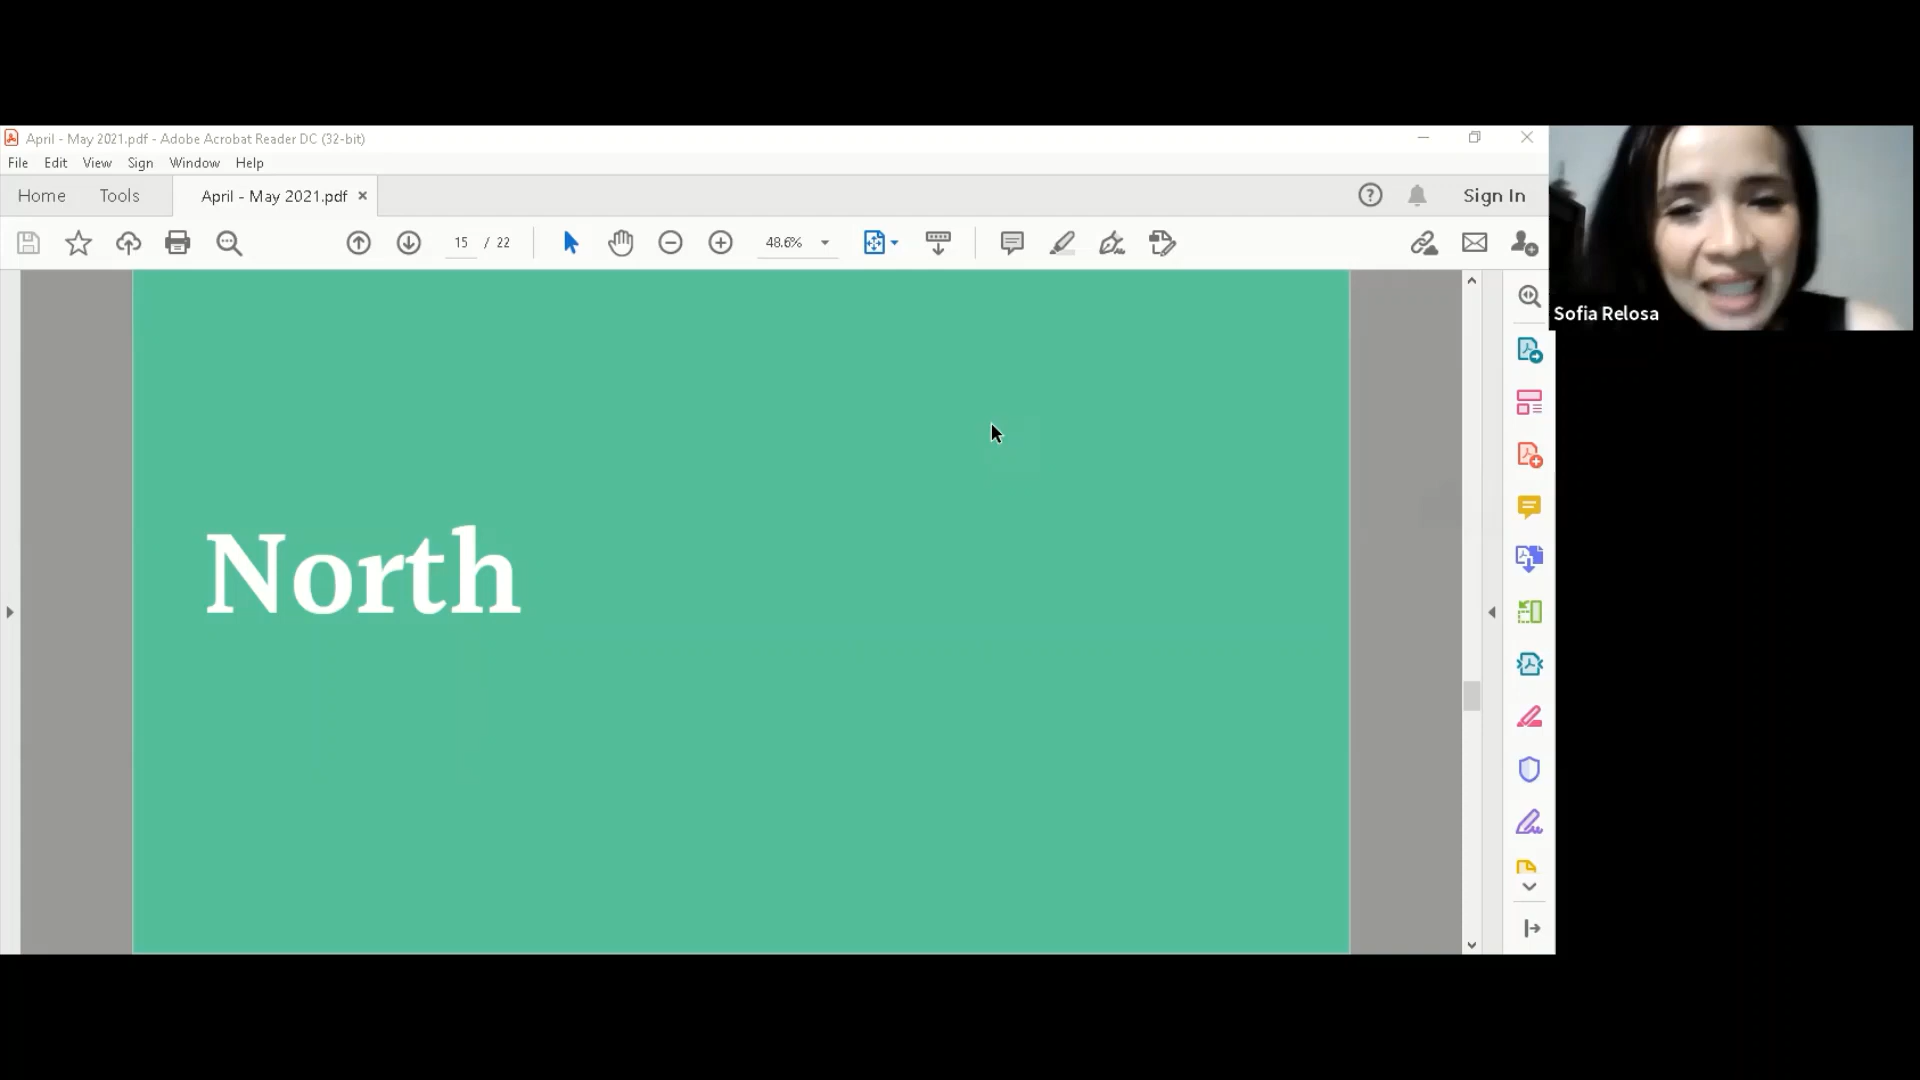 April - May 2021.pdf - Adobe Acrobat Reader DC (32-bit)
File Edit View Sign Window Help
Home Tools April - May 2021.pdf Sign In
15 / 22 48.6%
Sofia Relosa
North